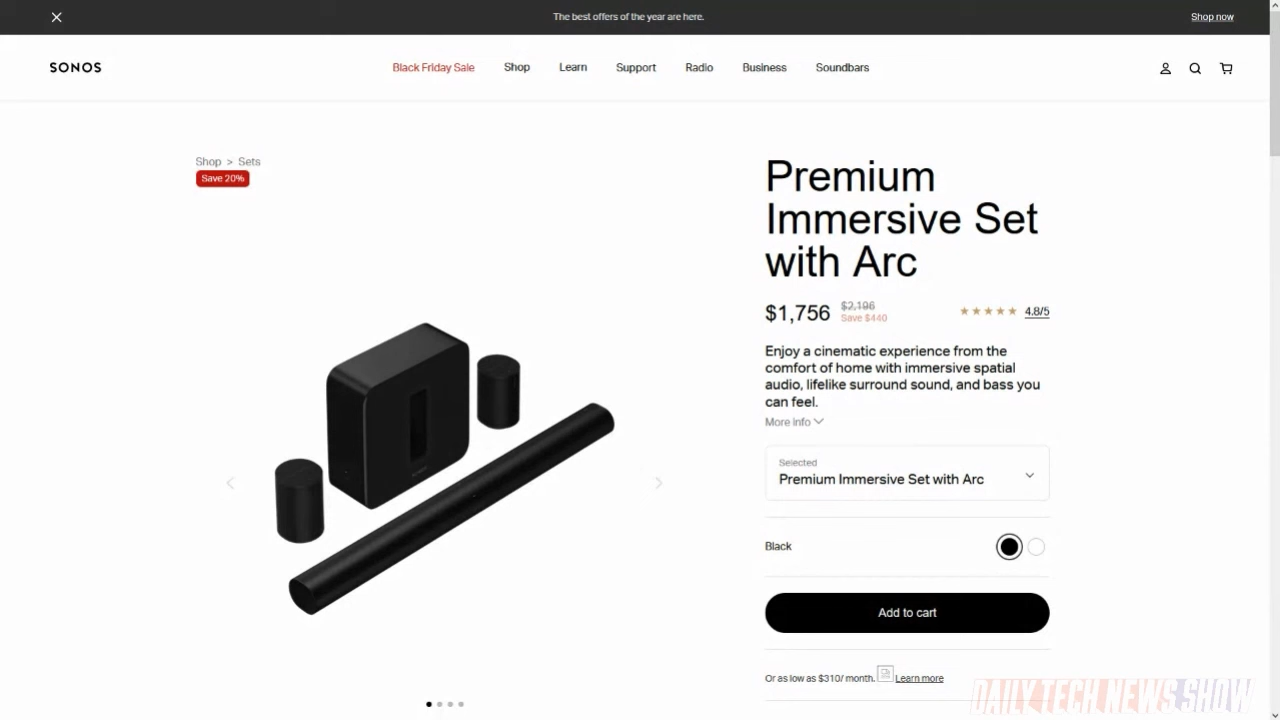 The best offers of the year are here.
Shop now
SONOS
Black Friday Sale
Shop
Learn
Support
Radio
Business
Soundbars
Shop > Sets
Save 20%
Premium
Immersive Set
with Arc
$1,756
$2,196
Save $440
4.8/5
Enjoy a cinematic experience from the
comfort of home with immersive spatial
audio, lifelike surround sound, and bass you
can feel.
More info
Selected
Premium Immersive Set with Arc
Black
Add to cart
Or as low as $310/ month. Learn more
DAILY TECH NEWS SHOW